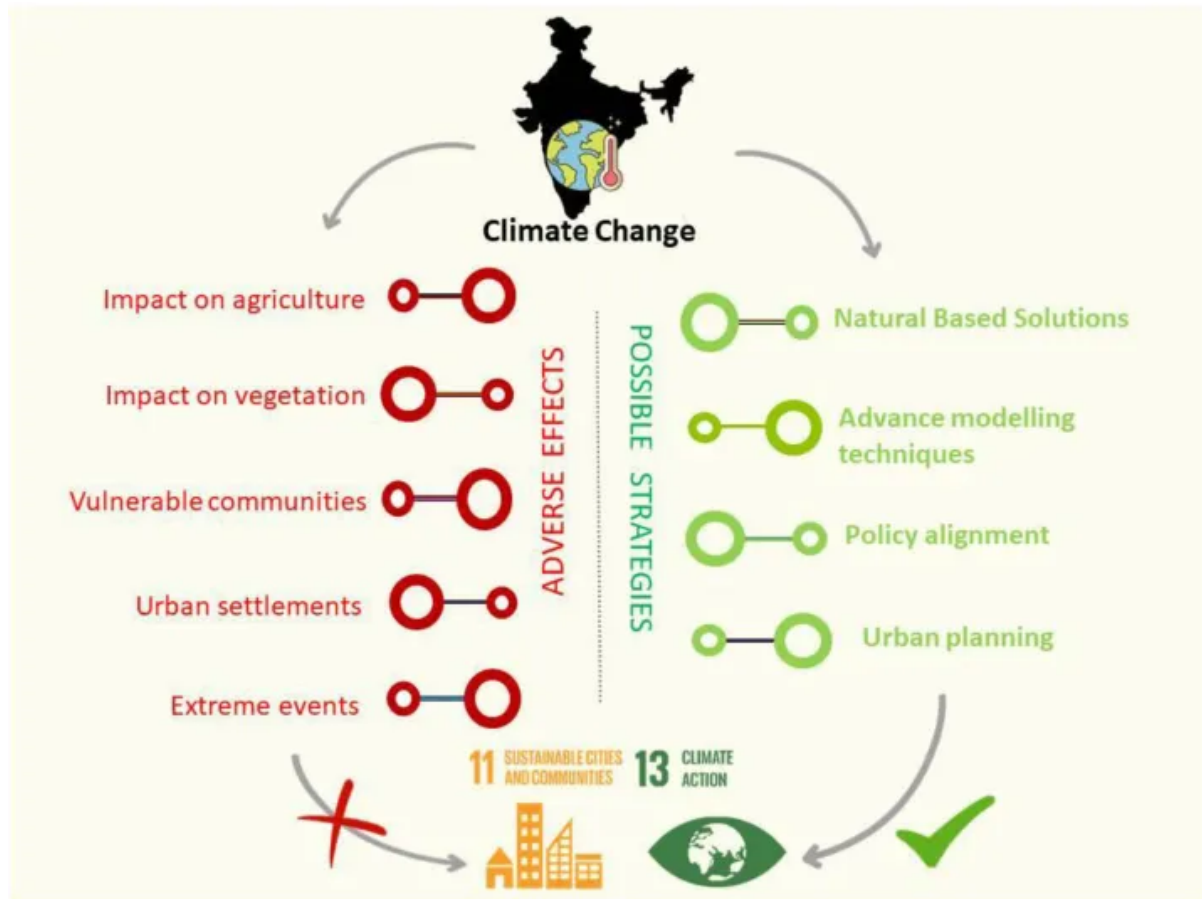 Climate Change
Impact on agriculture
Impact on vegetation
Vulnerable communities
Urban settlements
Extreme events
ADVERSE EFFECTS
POSSIBLE STRATEGIES
Natural Based Solutions
Advance modelling
techniques
Policy alignment
Urban planning
11 SUSTAINABLE CITIES
AND COMMUNITIES
13 CLIMATE
ACTION